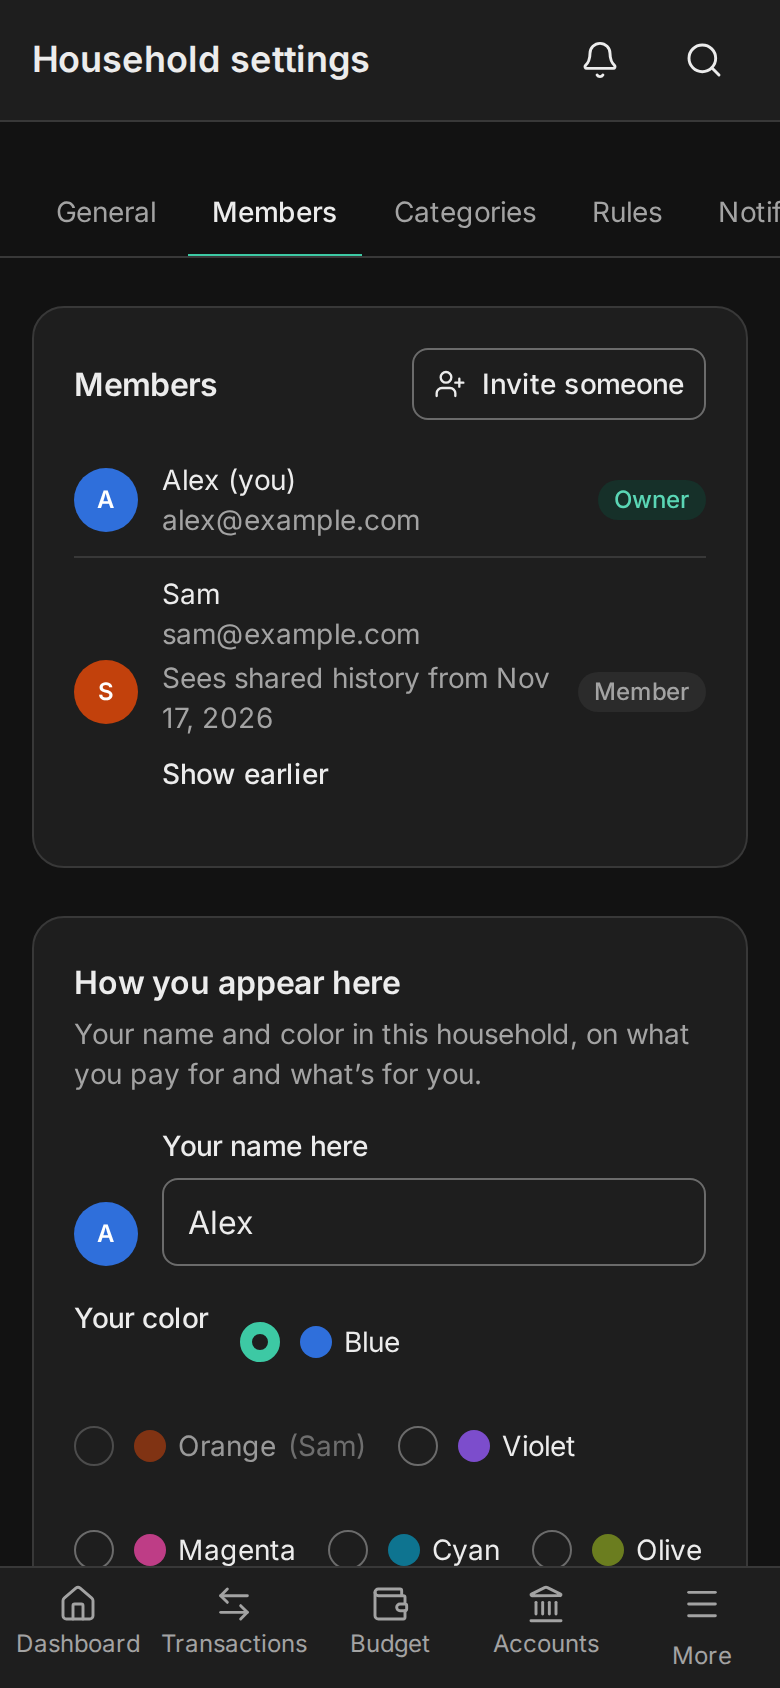 Household settings
General Members Categories Rules Notif
Members
Invite someone
A
Alex (you)
alex@example.com
Owner
Sam
sam@example.com
S
Sees shared history from Nov
17, 2026
Member
Show earlier
How you appear here
Your name and color in this household, on what
you pay for and what’s for you.
Your name here
A
Alex
Your color
Blue
Orange (Sam) Violet
Magenta Cyan Olive
Dashboard Transactions Budget Accounts More